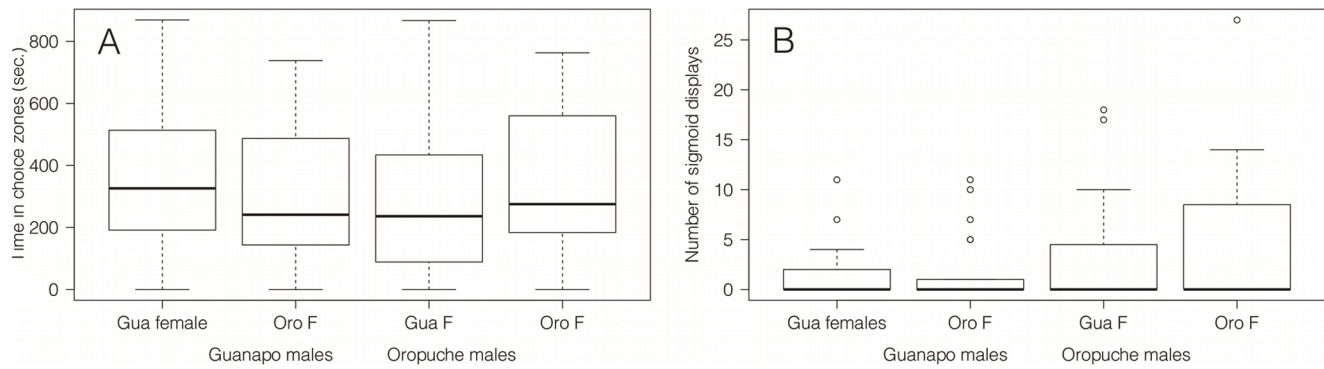 A
Time in choice zones (sec.)
800
600
400
200
0
Gua female Oro F Gua F Oro F
Guanapo males Oropuche males
B
Number of sigmoid displays
25
20
15
10
5
0
Gua females Oro F Gua F Oro F
Guanapo males Oropuche males